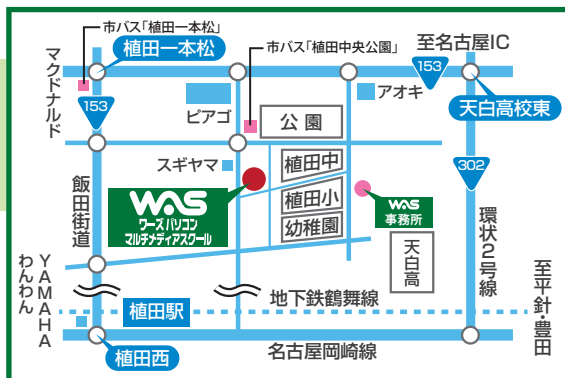 市バス「植田一本松」
植田一本松
市バス「植田中央公園」
至名古屋IC
153
マクドナルド
153
ピアゴ
アオキ
天白高校東
公園
スギヤマ
植田中
302
WAS
ワーズパソコン
マルチメディアスクール
植田小
WAS
事務所
幼稚園
飯田街道
天白高
環状2号線
YAMAHA
わんわん
地下鉄鶴舞線
至平針・豊田
植田駅
植田西
名古屋岡崎線